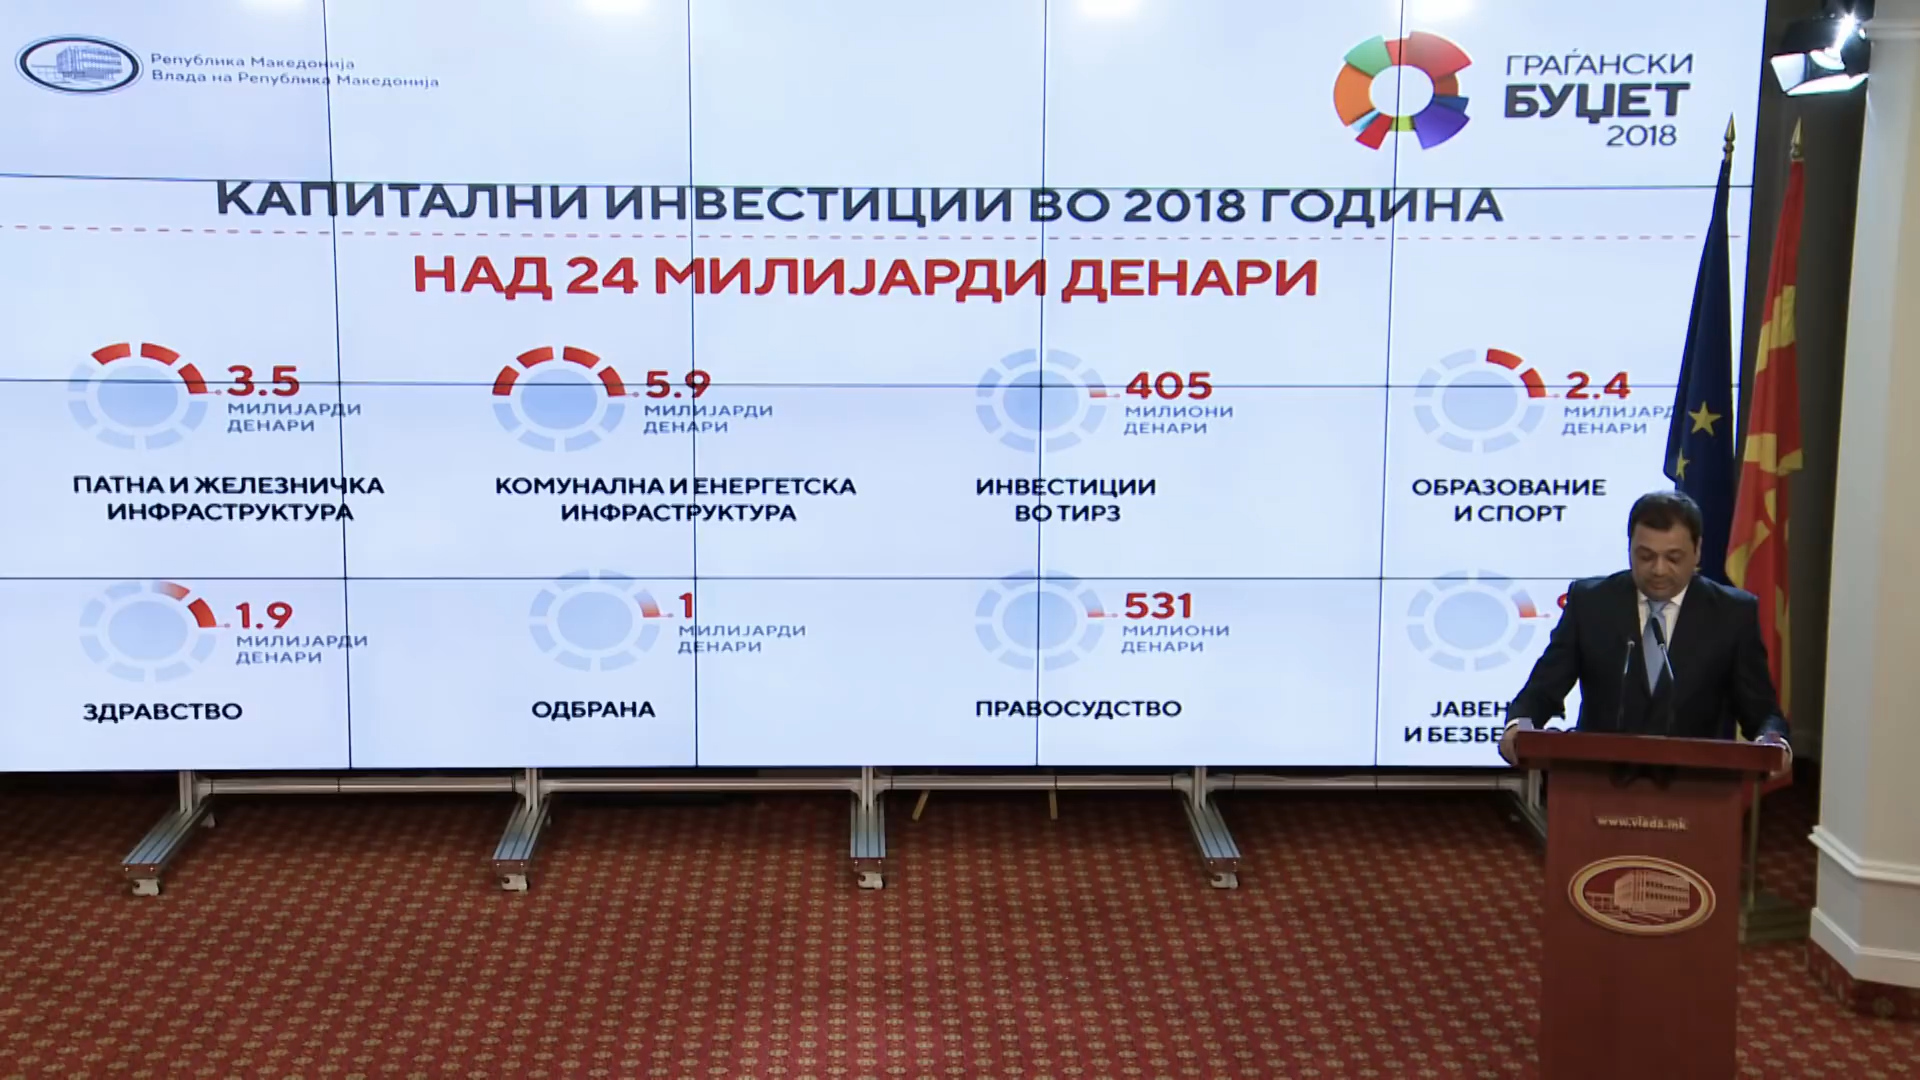 Република Македонија
Влада на Република Македонија
ГРАЃАНСКИ
БУЏЕТ
2018
КАПИТАЛНИ ИНВЕСТИЦИИ ВО 2018 ГОДИНА
НАД 24 МИЛИЈАРДИ ДЕНАРИ
3.5
МИЛИЈАРДИ
ДЕНАРИ
ПАТНА И ЖЕЛЕЗНИЧКА
ИНФРАСТРУКТУРА
5.9
МИЛИЈАРДИ
ДЕНАРИ
КОМУНАЛНА И ЕНЕРГЕТСКА
ИНФРАСТРУКТУРА
405
МИЛИОНИ
ДЕНАРИ
ИНВЕСТИЦИИ
ВО ТИРЗ
2.4
МИЛИЈАРД
ДЕНАРИ
ОБРАЗОВАНИЕ
И СПОРТ
1.9
МИЛИЈАРДИ
ДЕНАРИ
ЗДРАВСТВО
1
МИЛИЈАРДИ
ДЕНАРИ
ОДБРАНА
531
МИЛИОНИ
ДЕНАРИ
ПРАВОСУДСТВО
ЈАВЕН
И БЕЗБЕ
www.vlada.mk